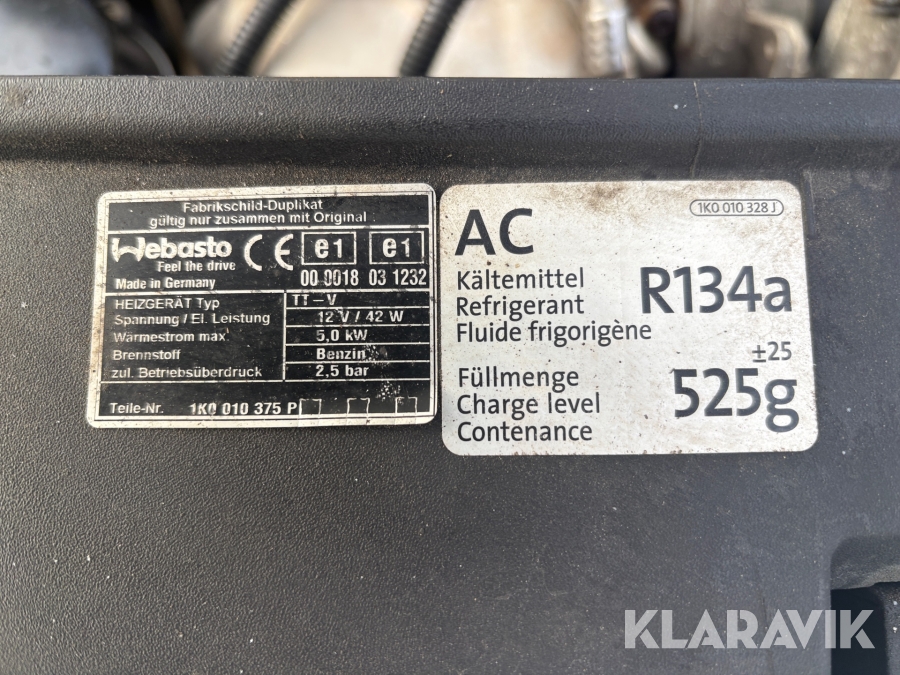 Fabrikschild-Duplikat
gültig nur zusammen mit Original
Webasto CE e1 e1
Feel the drive
Made in Germany 00 0018 03 1232
HEIZGERÄT Typ TT-V
Spannung / El. Leistung 12 V / 42 W
Wärmestrom max. 5,0 kW
Brennstoff Benzin
zul. Betriebsüberdruck 2,5 bar
Teile-Nr. 1K0 010 375 P
1K0 010 328 J
AC
Kältemittel
Refrigerant R134a
Fluide frigorigène
±25
Füllmenge
Charge level 525g
Contenance
KLARAVIK